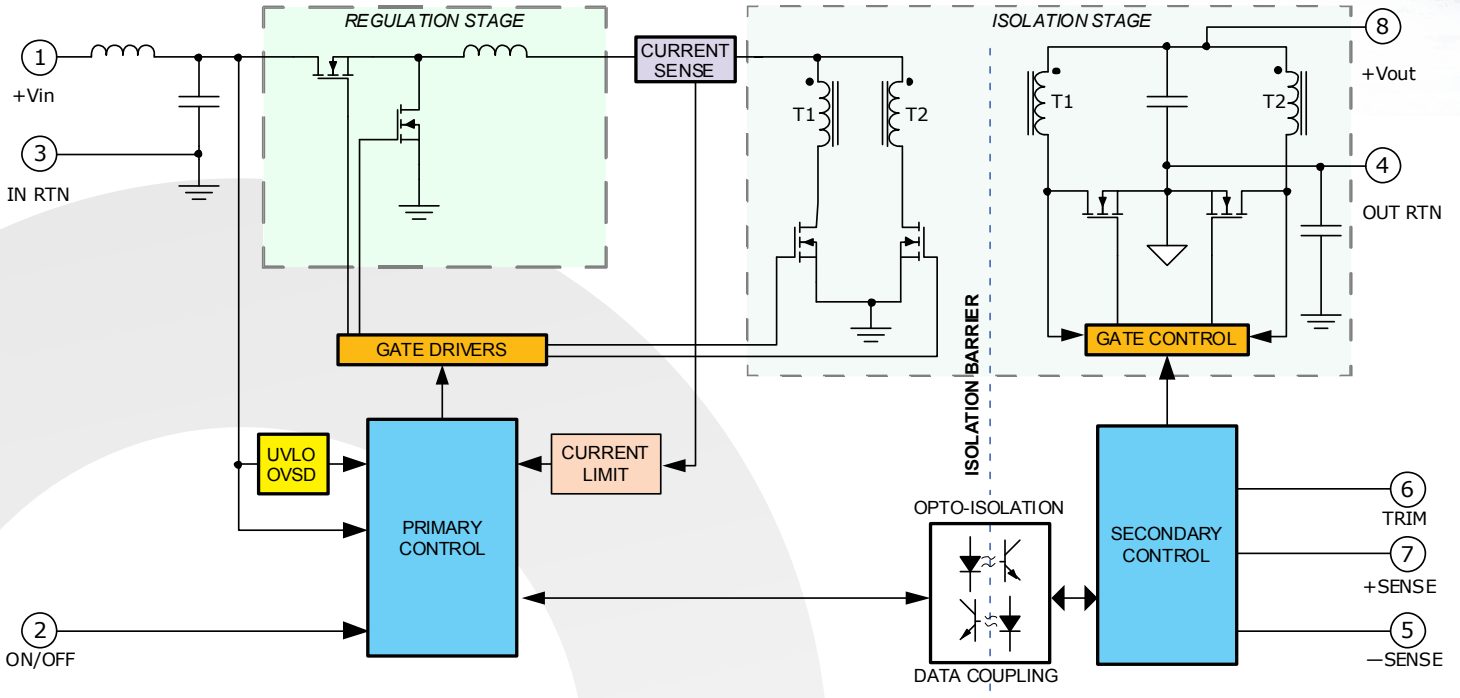 REGULATION STAGE
ISOLATION STAGE
1
+Vin
3
IN RTN
CURRENT
SENSE
T1
T2
T1
T2
8
+Vout
4
OUT RTN
GATE DRIVERS
GATE CONTROL
ISOLATION BARRIER
UVLO
OVSD
CURRENT
LIMIT
PRIMARY
CONTROL
2
ON/OFF
OPTO-ISOLATION
DATA COUPLING
SECONDARY
CONTROL
6
TRIM
7
+SENSE
5
—SENSE